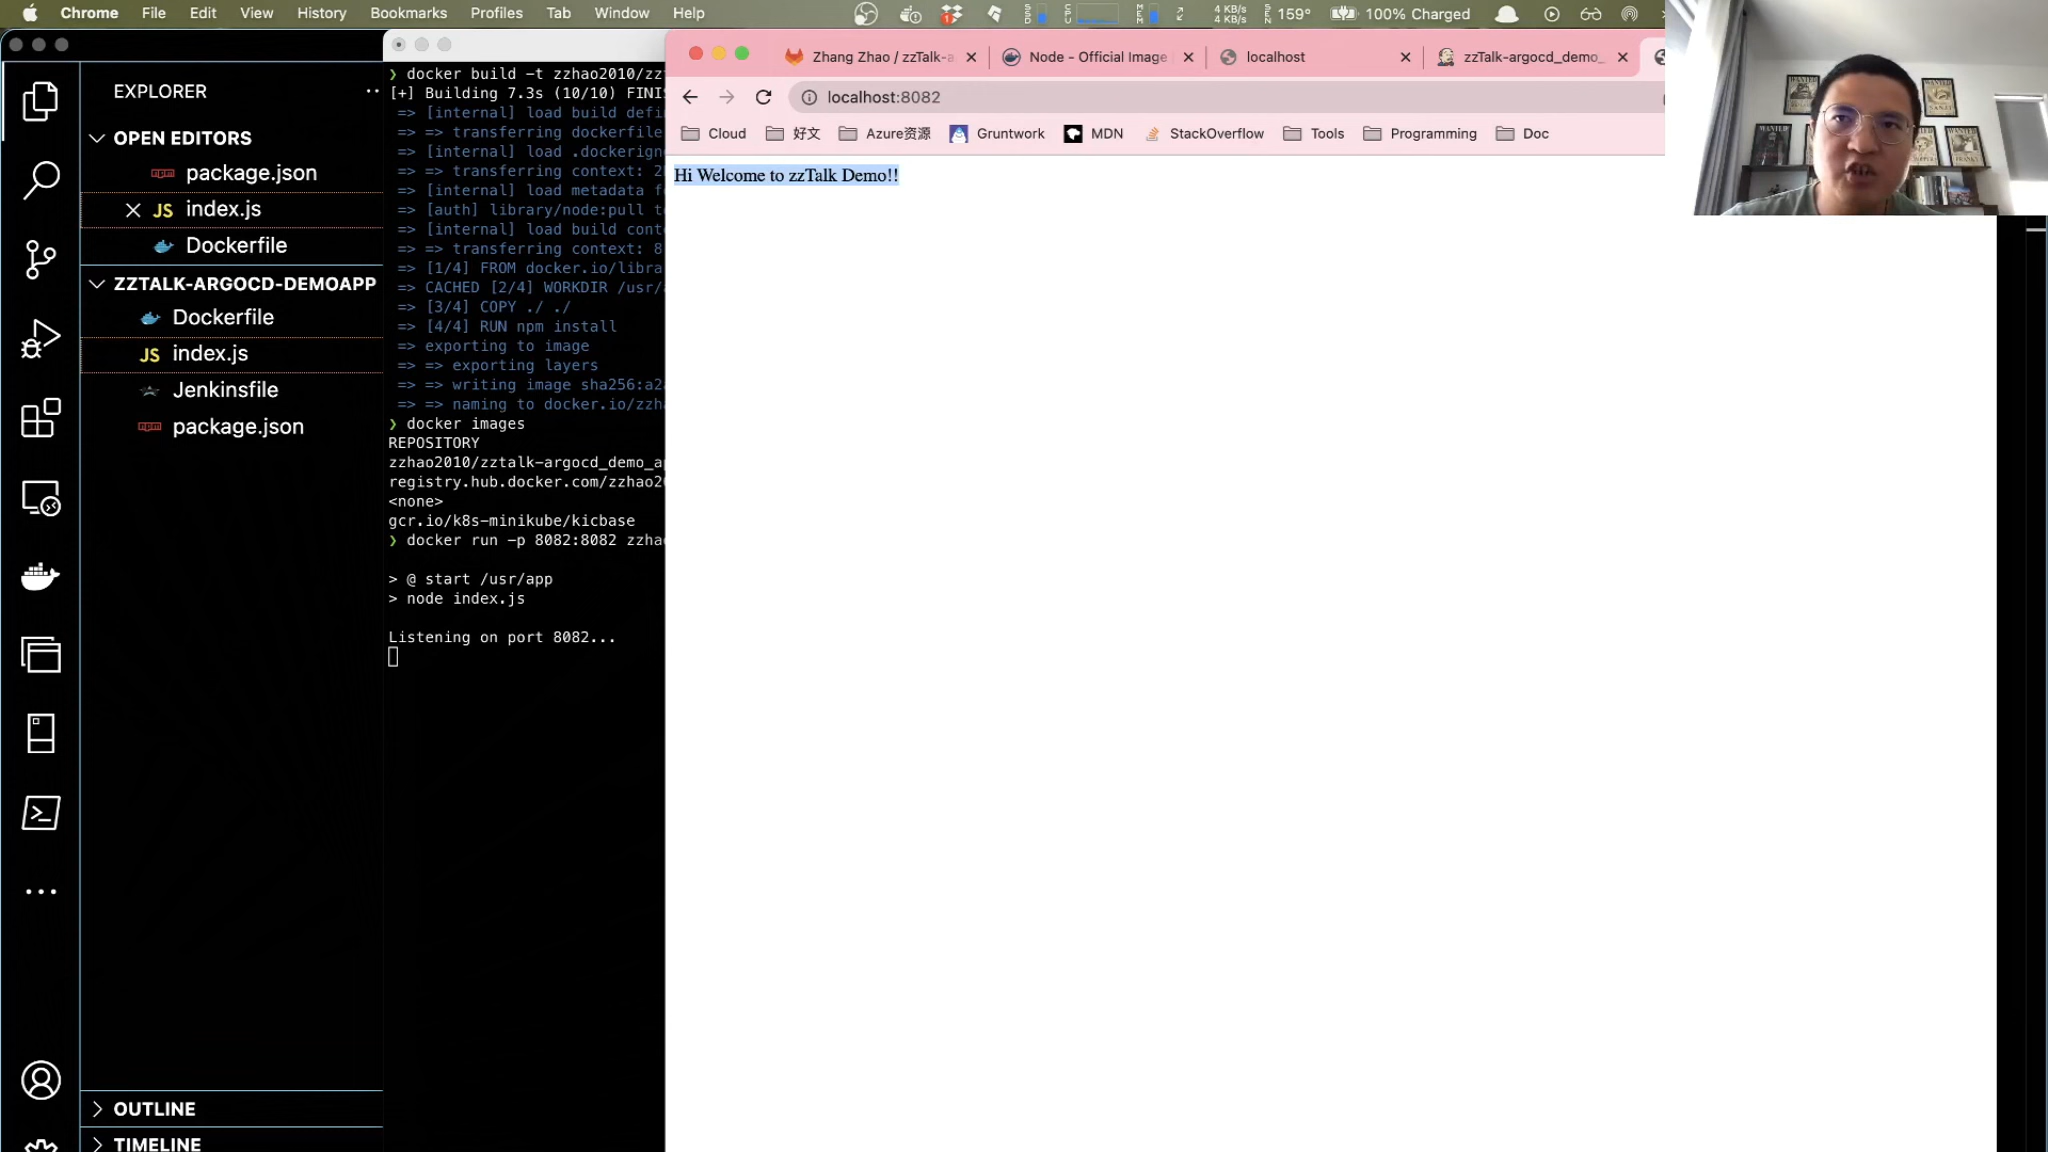 Chrome File Edit View History Bookmarks Profiles Tab Window Help
4 KB/s
4 KB/s
159°
100% Charged
EXPLORER
OPEN EDITORS
package.json
JS index.js
Dockerfile
ZZTALK-ARGOCD-DEMOAPP
Dockerfile
JS index.js
Jenkinsfile
package.json
OUTLINE
TIMELINE
❯ docker build -t zzhao2010/zz
[+] Building 7.3s (10/10) FINI
=> [internal] load build defi
=> => transferring dockerfile
=> [internal] load .dockerign
=> => transferring context: 2
=> [internal] load metadata f
=> [auth] library/node:pull t
=> [internal] load build cont
=> => transferring context: 8
=> [1/4] FROM docker.io/libra
=> CACHED [2/4] WORKDIR /usr/
=> [3/4] COPY ./ ./
=> [4/4] RUN npm install
=> exporting to image
=> => exporting layers
=> => writing image sha256:a2
=> => naming to docker.io/zzh
❯ docker images
REPOSITORY
zzhao2010/zztalk-argocd_demo_a
registry.hub.docker.com/zzhao2
<none>
gcr.io/k8s-minikube/kicbase
❯ docker run -p 8082:8082 zzha
> @ start /usr/app
> node index.js
Listening on port 8082...
Zhang Zhao / zzTalk-a
Node - Official Image
localhost
zzTalk-argocd_demo_
localhost:8082
Cloud 好文 Azure资源 Gruntwork MDN StackOverflow Tools Programming Doc
Hi Welcome to zzTalk Demo!!